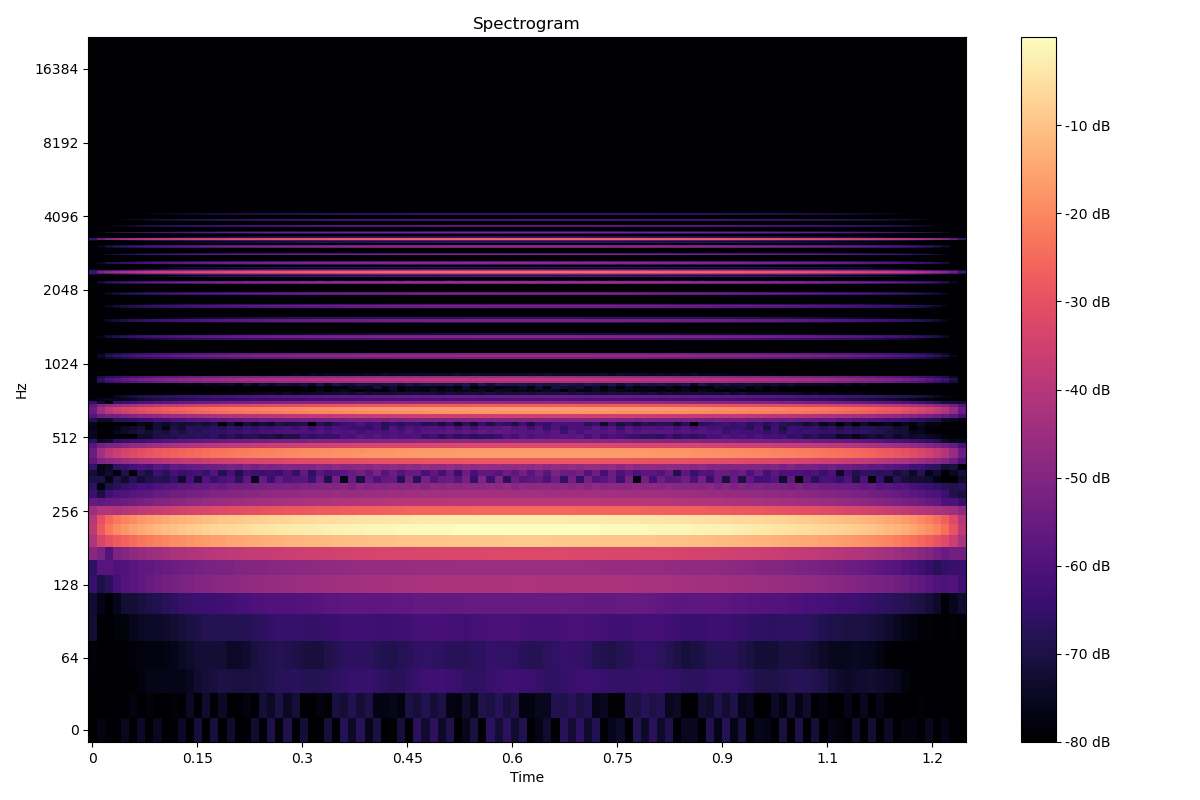 Spectrogram
16384
8192
4096
2048
1024
512
256
128
64
0
Hz
0 0.15 0.3 0.45 0.6 0.75 0.9 1.1 1.2
Time
-10 dB
-20 dB
-30 dB
-40 dB
-50 dB
-60 dB
-70 dB
-80 dB